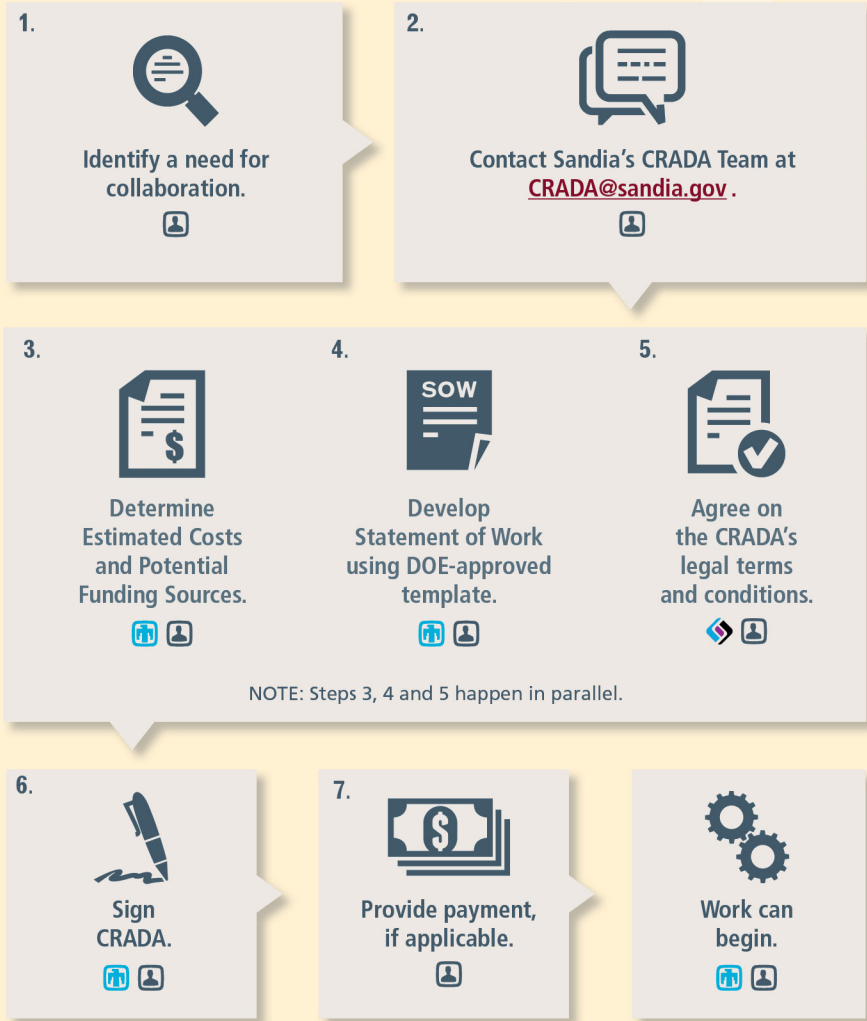 1.
Identify a need for
collaboration.
2.
Contact Sandia's CRADA Team at
CRADA@sandia.gov .
3.
$
Determine
Estimated Costs
and Potential
Funding Sources.
4.
SOW
Develop
Statement of Work
using DOE-approved
template.
5.
Agree on
the CRADA's
legal terms
and conditions.
NOTE: Steps 3, 4 and 5 happen in parallel.
6.
Sign
CRADA.
7.
$
Provide payment,
if applicable.
Work can
begin.